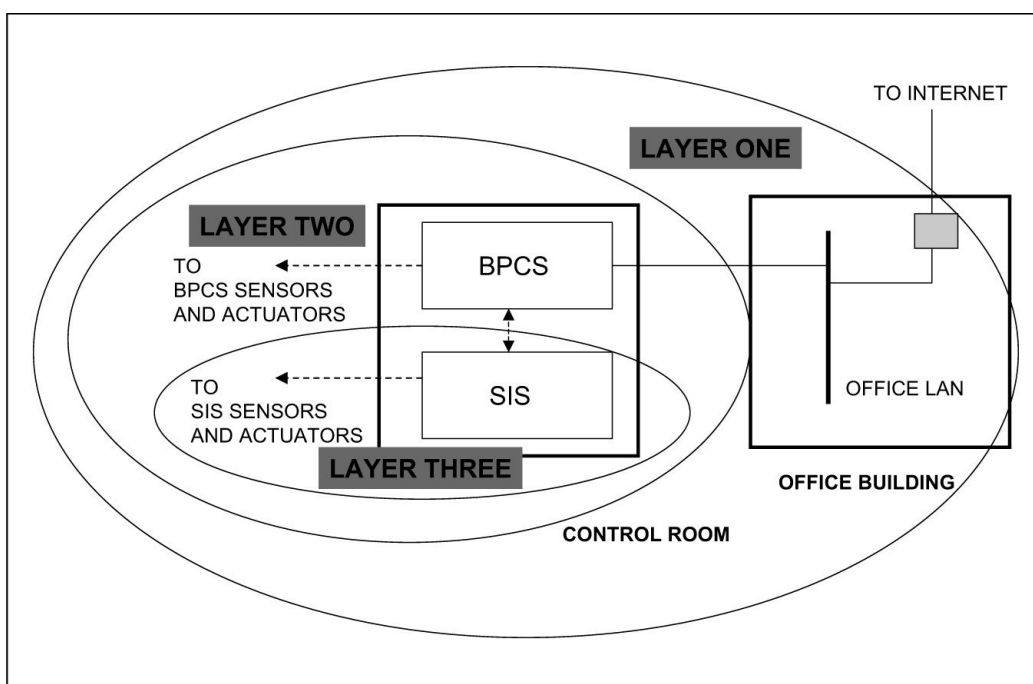 TO INTERNET
LAYER ONE
LAYER TWO
BPCS
TO
BPCS SENSORS
AND ACTUATORS
SIS
TO
SIS SENSORS
AND ACTUATORS
OFFICE LAN
LAYER THREE
OFFICE BUILDING
CONTROL ROOM